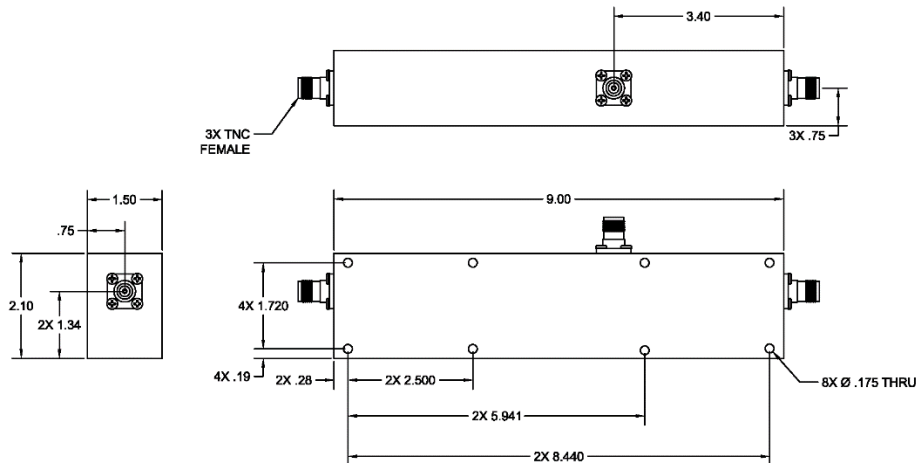 3.40
3X TNC
FEMALE
3X .75
1.50
.75
9.00
2.10
2X 1.34
4X 1.720
4X .19
2X .28
2X 2.500
8X Ø .175 THRU
2X 5.941
2X 8.440